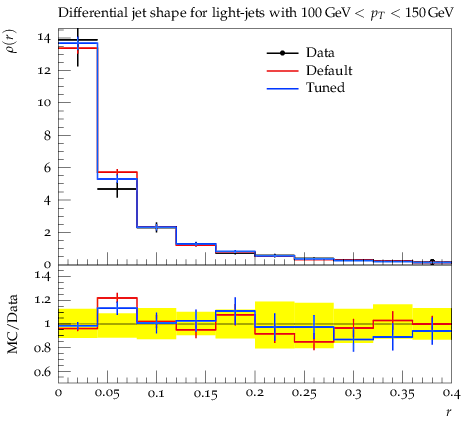 Differential jet shape for light-jets with 100 GeV < p_T < 150 GeV
ρ(r)
14
12
10
8
6
4
2
0
Data
Default
Tuned
MC/Data
1.4
1.2
1
0.8
0.6
0 0.05 0.1 0.15 0.2 0.25 0.3 0.35 0.4
r